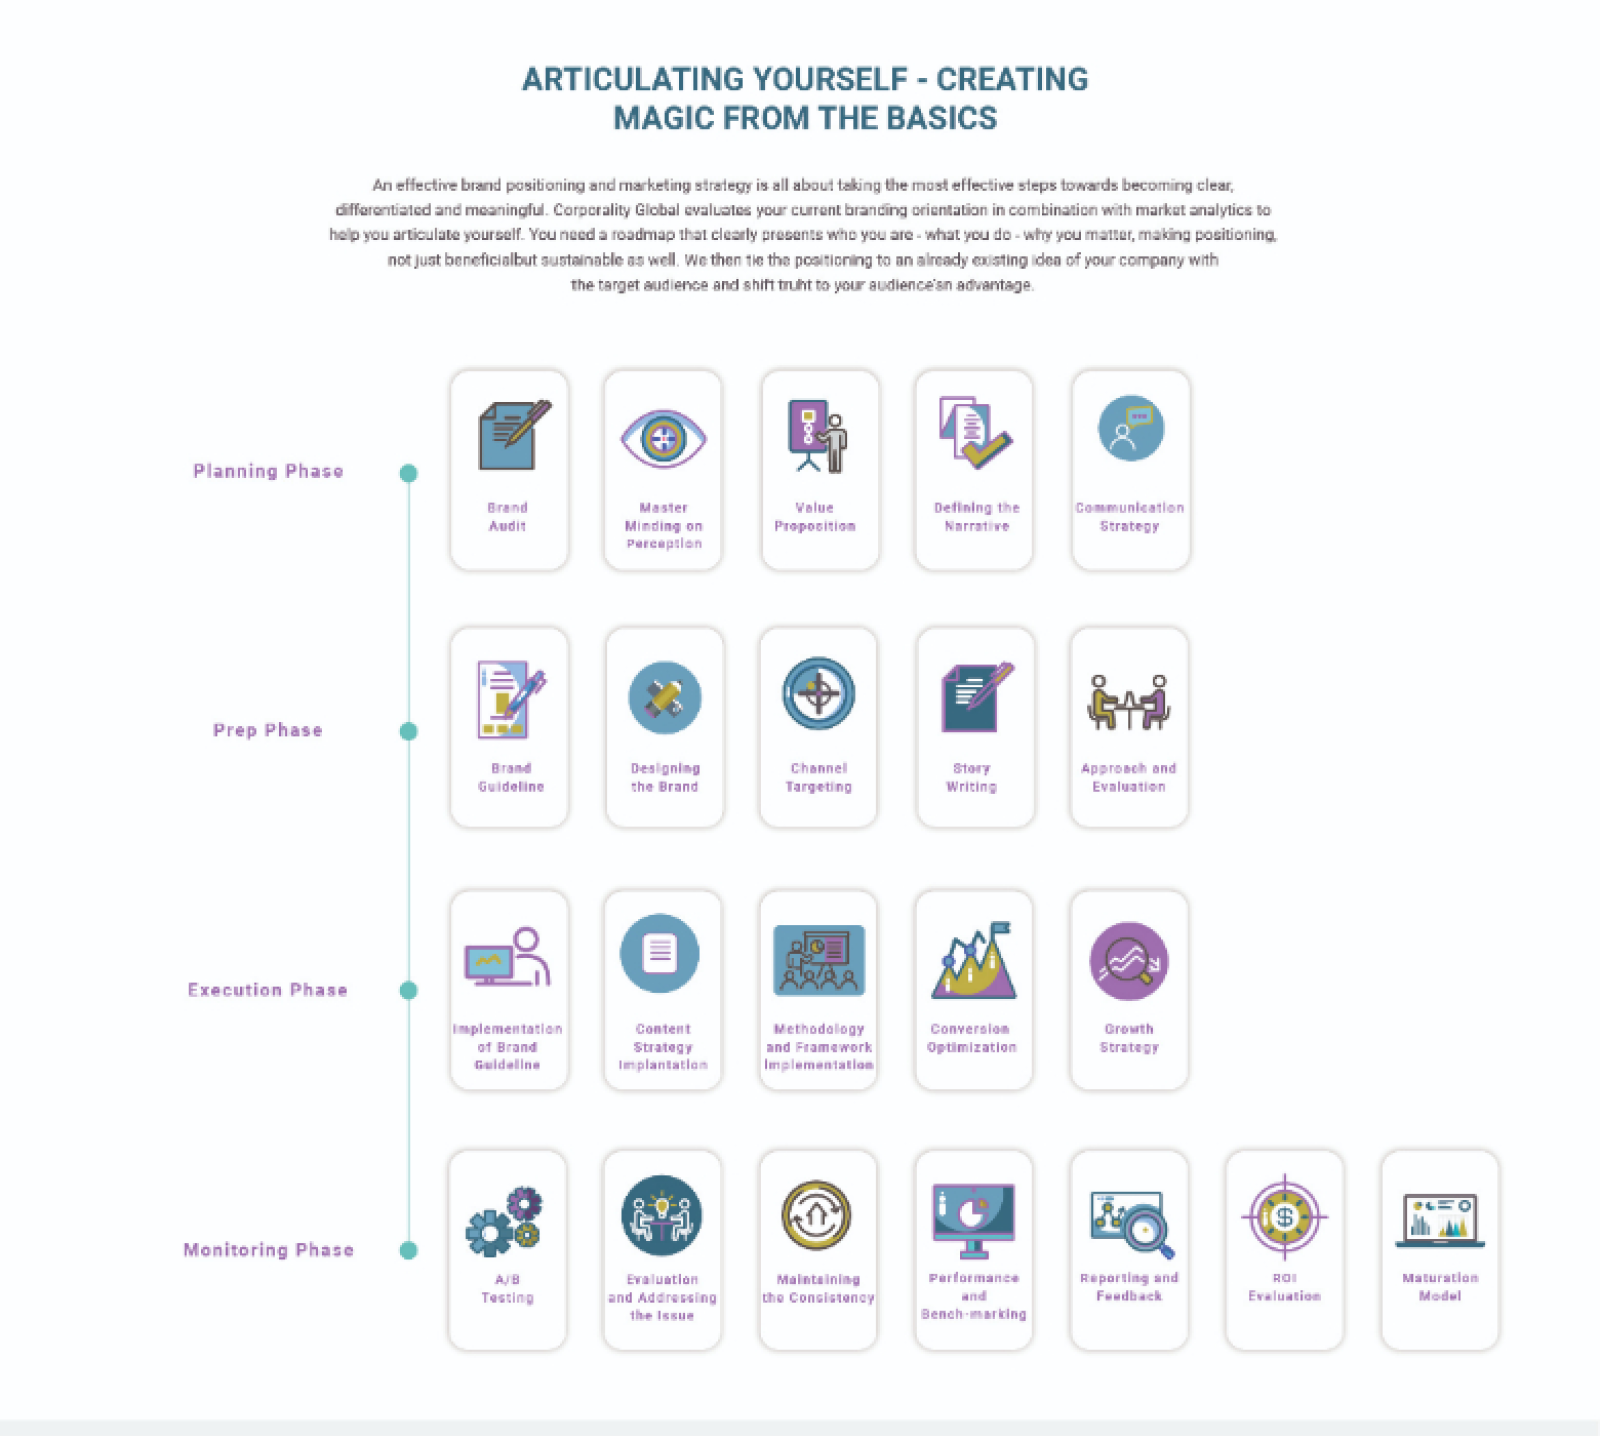 ARTICULATING YOURSELF - CREATING
MAGIC FROM THE BASICS
An effective brand positioning and marketing strategy is all about taking the most effective steps towards becoming clear,
differentiated and meaningful. Corporality Global evaluates your current branding orientation in combination with market analytics to
help you articulate yourself. You need a roadmap that clearly presents who you are - what you do - why you matter, making positioning,
not just beneficialbut sustainable as well. We then tie the positioning to an already existing idea of your company with
the target audience and shift truht to your audience'sn advantage.
Planning Phase
Brand
Audit
Master
Minding on
Perception
Value
Proposition
Defining the
Narrative
Communication
Strategy
Prep Phase
Brand
Guideline
Designing
the Brand
Channel
Targeting
Story
Writing
Approach and
Evaluation
Execution Phase
Implementation
of Brand
Guideline
Content
Strategy
Implantation
Methodology
and Framework
Implementation
Conversion
Optimization
Growth
Strategy
Monitoring Phase
A/B
Testing
Evaluation
and Addressing
the Issue
Maintaining
the Consistency
Performance
and
Bench-marking
Reporting and
Feedback
ROI
Evaluation
Maturation
Model